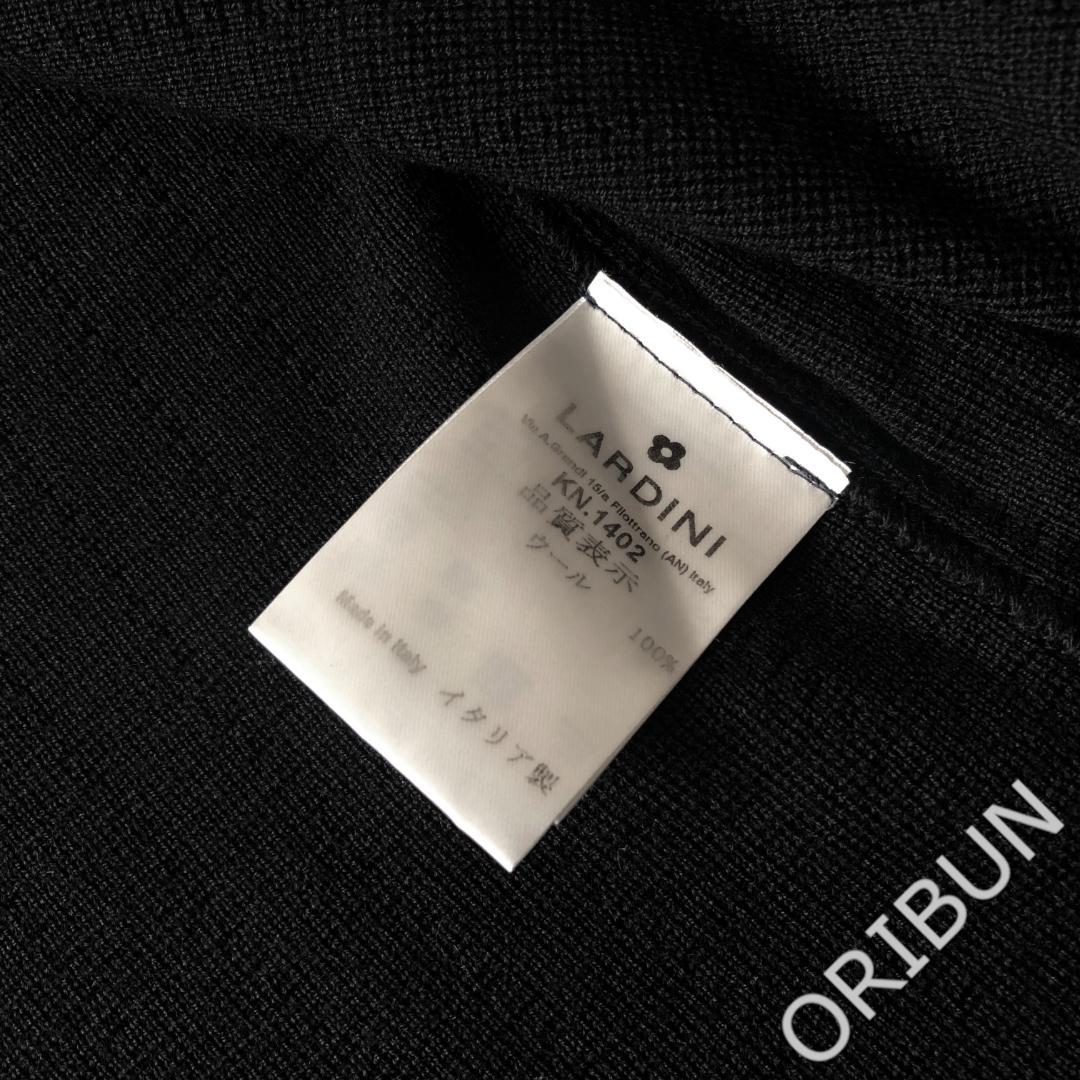 LARDINI
Via A.Grandi 15/a Filottrano (AN) Italy
KN.1402
品質表示
ウール 100%
Made in Italy イタリア製
ORIBUN